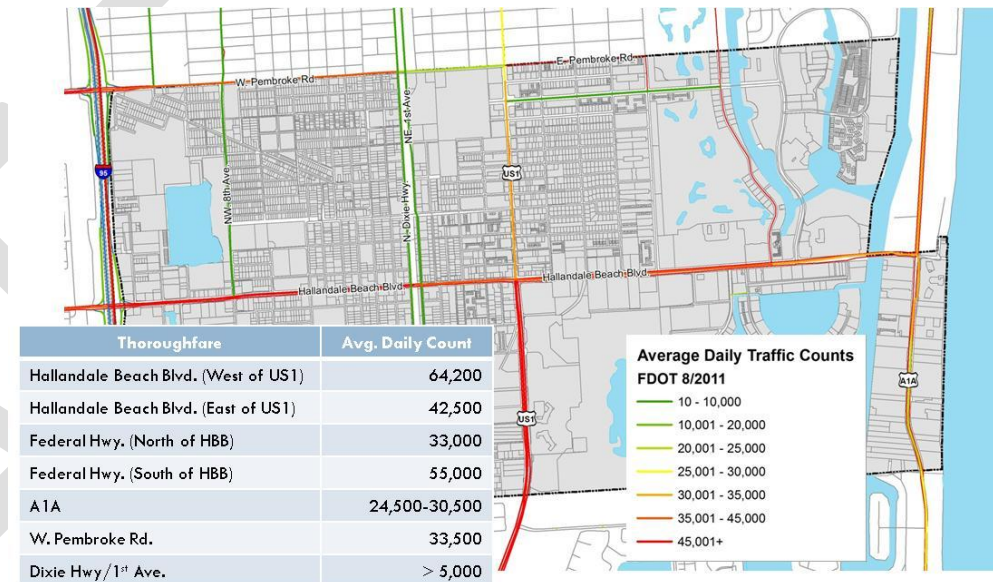 W. Pembroke Rd
E. Pembroke Rd
95
NW. 8th Ave.
NE. 1st Ave.
N. Dixie Hwy.
US1
Hallandale Beach Blvd.
Hallandale Beach Blvd.
US1
A1A
Thoroughfare Avg. Daily Count
Hallandale Beach Blvd. (West of US1) 64,200
Hallandale Beach Blvd. (East of US1) 42,500
Federal Hwy. (North of HBB) 33,000
Federal Hwy. (South of HBB) 55,000
A1A 24,500-30,500
W. Pembroke Rd. 33,500
Dixie Hwy/1st Ave. > 5,000
Average Daily Traffic Counts
FDOT 8/2011
10 - 10,000
10,001 - 20,000
20,001 - 25,000
25,001 - 30,000
30,001 - 35,000
35,001 - 45,000
45,001+